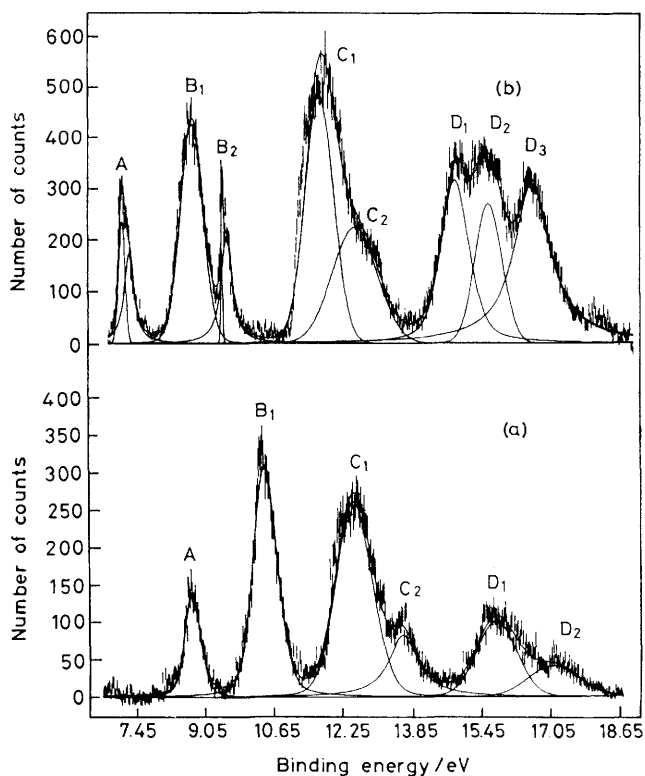 600
500
400
300
200
100
0
Number of counts
A
B1
B2
C1
C2
(b)
D1
D2
D3
400
350
250
200
150
100
50
0
Number of counts
A
B1
C1
C2
(a)
D1
D2
7.45 9.05 10.65 12.25 13.85 15.45 17.05 18.65
Binding energy/eV